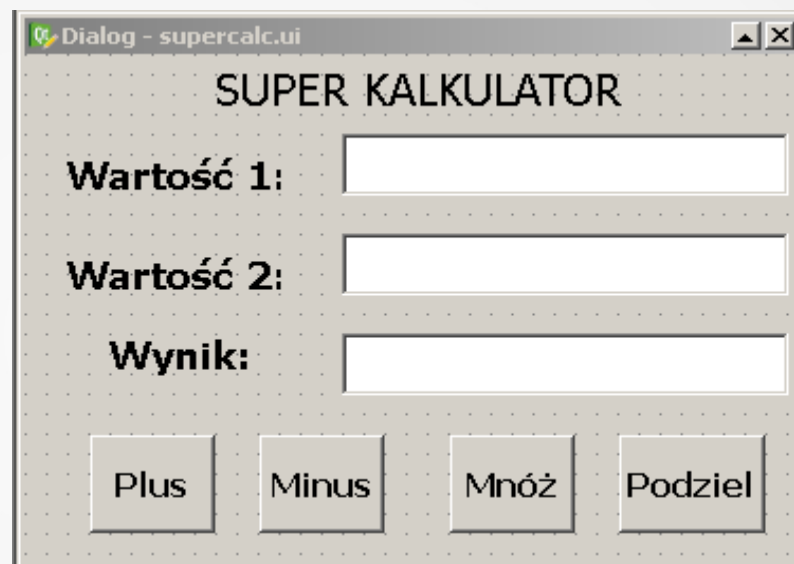 Dialog - supercalc.ui
SUPER KALKULATOR
Wartość 1:
Wartość 2:
Wynik:
Plus Minus Mnóż Podziel